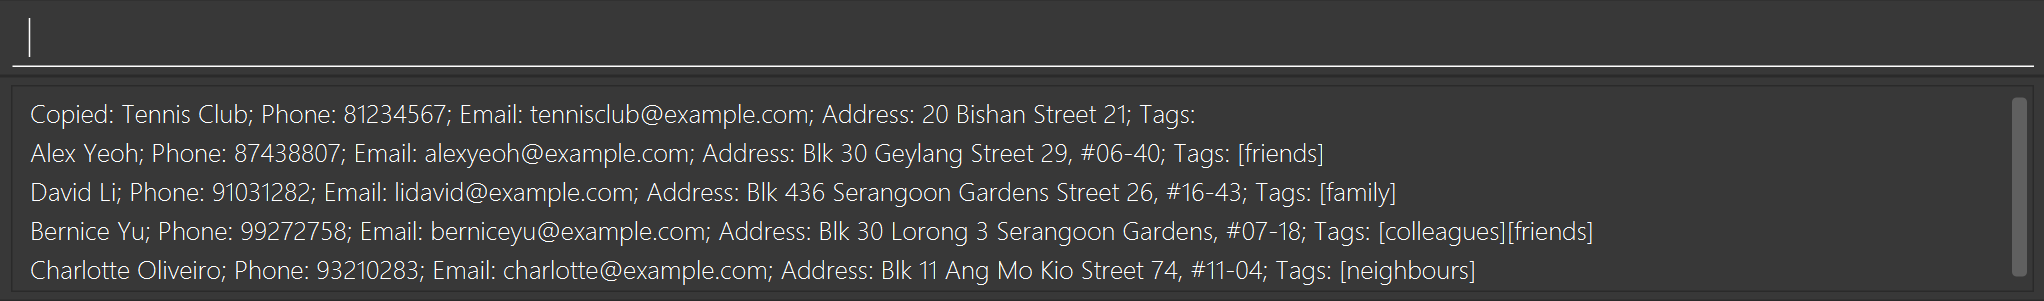 Copied: Tennis Club; Phone: 81234567; Email: tennisclub@example.com; Address: 20 Bishan Street 21; Tags:
Alex Yeoh; Phone: 87438807; Email: alexyeoh@example.com; Address: Blk 30 Geylang Street 29, #06-40; Tags: [friends]
David Li; Phone: 91031282; Email: lidavid@example.com; Address: Blk 436 Serangoon Gardens Street 26, #16-43; Tags: [family]
Bernice Yu; Phone: 99272758; Email: berniceyu@example.com; Address: Blk 30 Lorong 3 Serangoon Gardens, #07-18; Tags: [colleagues][friends]
Charlotte Oliveiro; Phone: 93210283; Email: charlotte@example.com; Address: Blk 11 Ang Mo Kio Street 74, #11-04; Tags: [neighbours]